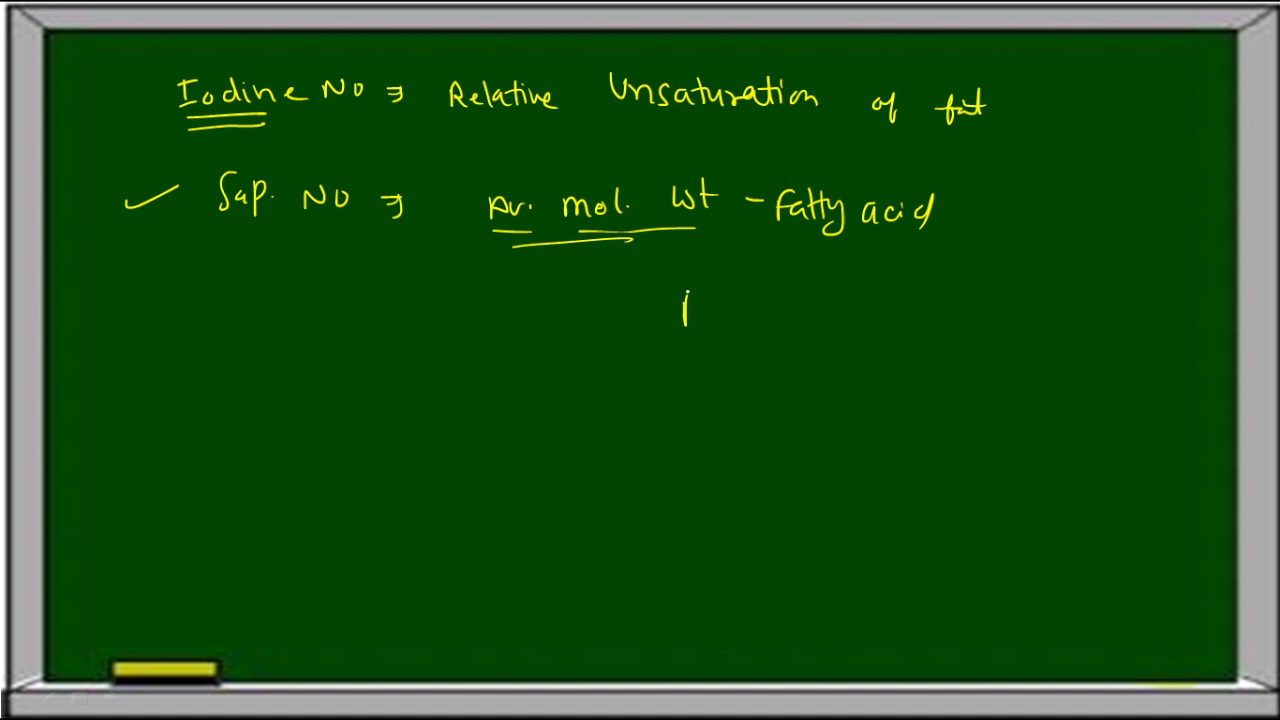 Iodine No ⇒ Relative Unsaturation of fat
✓ Sap. No ⇒ Av. mol. wt - Fatty acid
I